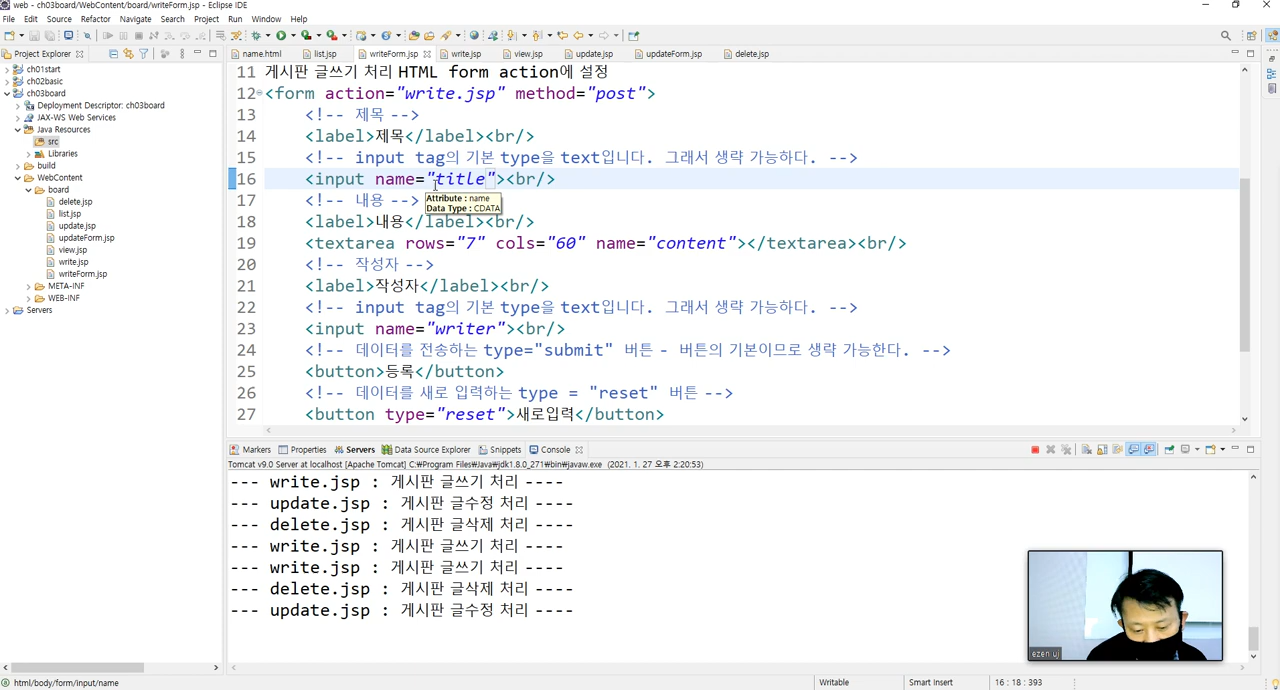 web - ch03board/WebContent/board/writeForm.jsp - Eclipse IDE
File Edit Source Refactor Navigate Search Project Run Window Help
Project Explorer
name.html list.jsp writeForm.jsp write.jsp view.jsp update.jsp updateForm.jsp delete.jsp
ch01start
ch02basic
ch03board
Deployment Descriptor: ch03board
JAX-WS Web Services
Java Resources
src
Libraries
build
WebContent
board
delete.jsp
list.jsp
update.jsp
updateForm.jsp
view.jsp
write.jsp
writeForm.jsp
META-INF
WEB-INF
Servers
11 게시판 글쓰기 처리 HTML form action에 설정
12 <form action="write.jsp" method="post">
13 <!-- 제목 -->
14 <label>제목</label><br/>
15 <!-- input tag의 기본 type을 text입니다. 그래서 생략 가능하다. -->
16 <input name="title"><br/>
17 <!-- 내용 -->
Attribute : name
Data Type : CDATA
18 <label>내용</label><br/>
19 <textarea rows="7" cols="60" name="content"></textarea><br/>
20 <!-- 작성자 -->
21 <label>작성자</label><br/>
22 <!-- input tag의 기본 type을 text입니다. 그래서 생략 가능하다. -->
23 <input name="writer"><br/>
24 <!-- 데이터를 전송하는 type="submit" 버튼 - 버튼의 기본이므로 생략 가능한다. -->
25 <button>등록</button>
26 <!-- 데이터를 새로 입력하는 type = "reset" 버튼 -->
27 <button type="reset">새로입력</button>
Markers Properties Servers Data Source Explorer Snippets Console
Tomcat v9.0 Server at localhost [Apache Tomcat] C:₩Program Files₩Java₩jdk1.8.0_271₩bin₩javaw.exe (2021. 1. 27 오후 2:20:53)
--- write.jsp : 게시판 글쓰기 처리 ----
--- update.jsp : 게시판 글수정 처리 ----
--- delete.jsp : 게시판 글삭제 처리 ----
--- write.jsp : 게시판 글쓰기 처리 ----
--- write.jsp : 게시판 글쓰기 처리 ----
--- delete.jsp : 게시판 글삭제 처리 ----
--- update.jsp : 게시판 글수정 처리 ----
ezen uj
html/body/form/input/name
Writable
Smart Insert
16 : 18 : 393